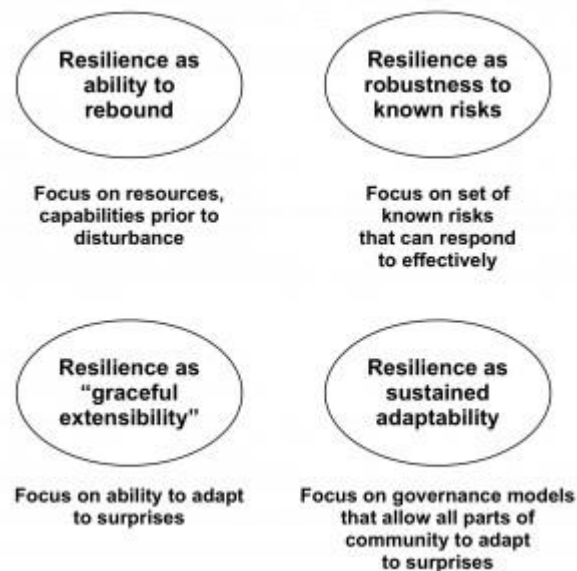 Resilience as
ability to
rebound
Focus on resources,
capabilities prior to
disturbance
Resilience as
robustness to
known risks
Focus on set of
known risks
that can respond
to effectively
Resilience as
“graceful
extensibility”
Focus on ability to adapt
to surprises
Resilience as
sustained
adaptability
Focus on governance models
that allow all parts of
community to adapt
to surprises